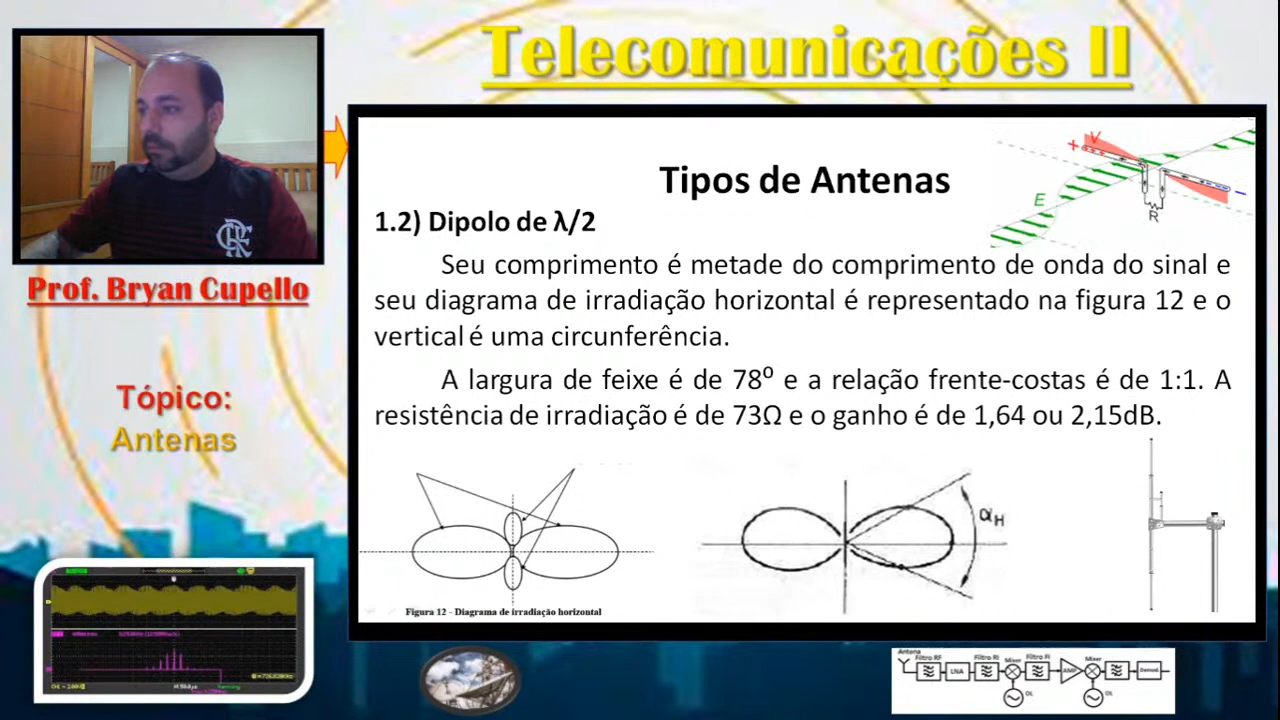 Telecomunicações II
Prof. Bryan Cupello
Tópico:
Antenas
Tipos de Antenas
1.2) Dipolo de λ/2
Seu comprimento é metade do comprimento de onda do sinal e
seu diagrama de irradiação horizontal é representado na figura 12 e o
vertical é uma circunferência.
A largura de feixe é de 78º e a relação frente-costas é de 1:1. A
resistência de irradiação é de 73Ω e o ganho é de 1,64 ou 2,15dB.
+ V
E
R
-
αH
Figura 12 - Diagrama de irradiação horizontal
CRF
Antena
Filtro RF
LNA
Filtro RI
Mixer
Filtro FI
AMP
Mixer
Demod.
OL
OL